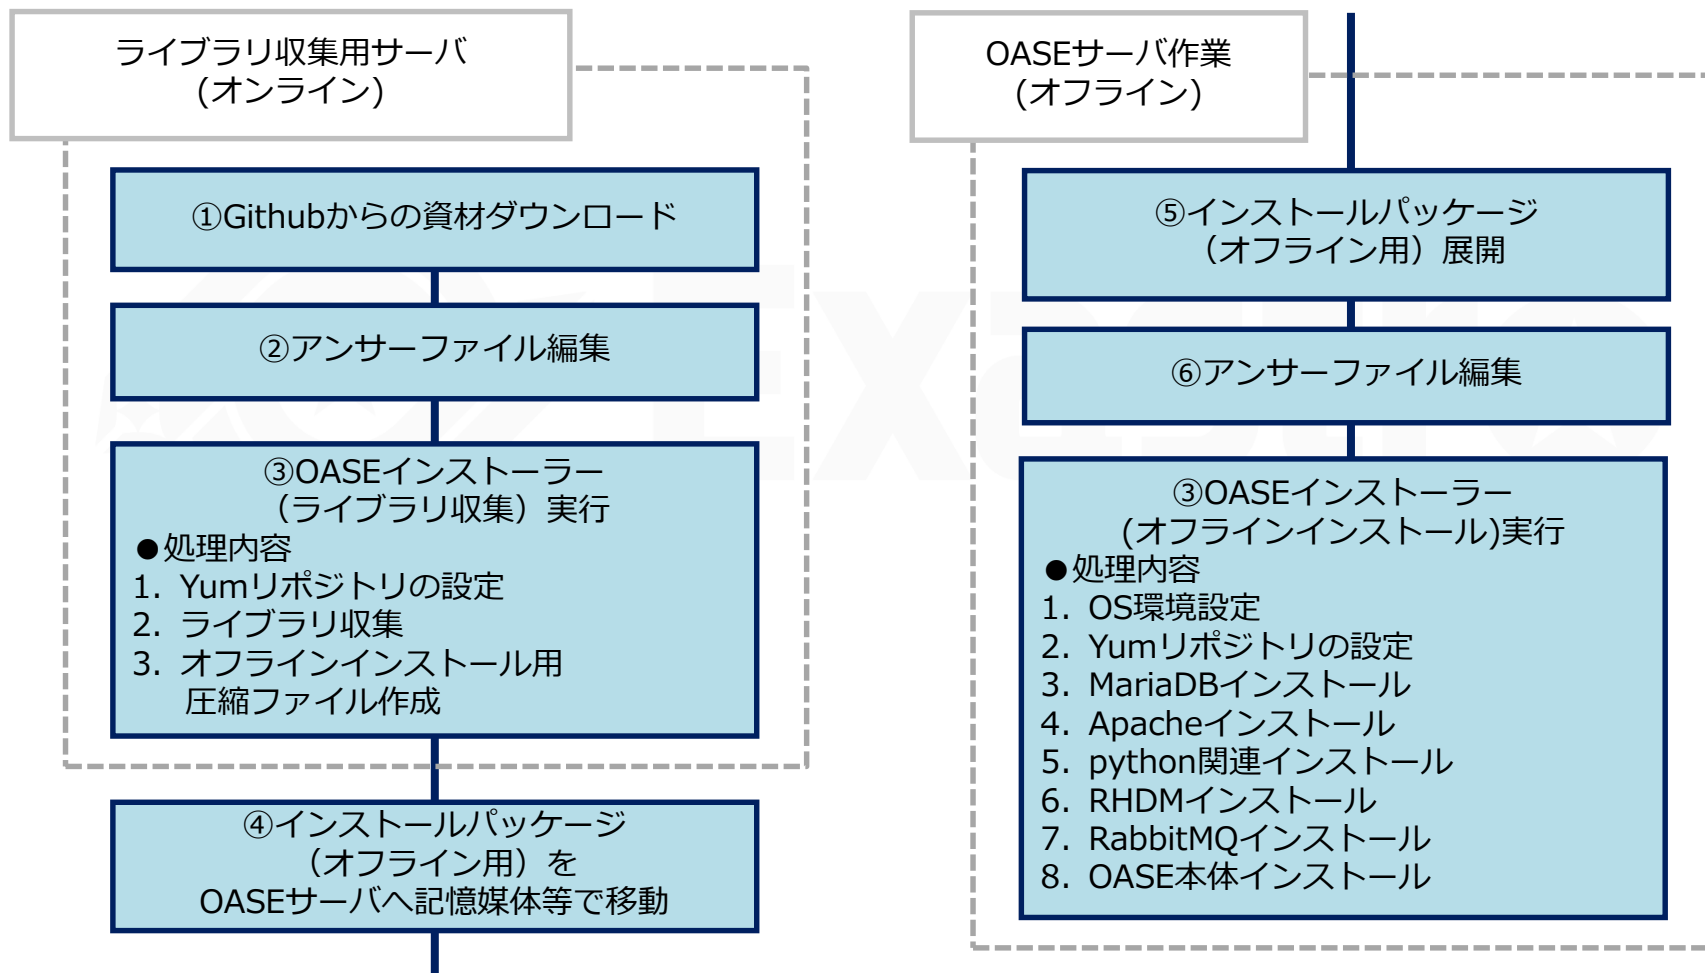 ライブラリ収集用サーバ
(オンライン)
①Githubからの資材ダウンロード
②アンサーファイル編集
③OASEインストーラー
（ライブラリ収集）実行
●処理内容
1. Yumリポジトリの設定
2. ライブラリ収集
3. オフラインインストール用
圧縮ファイル作成
④インストールパッケージ
（オフライン用）を
OASEサーバへ記憶媒体等で移動
OASEサーバ作業
(オフライン)
⑤インストールパッケージ
（オフライン用）展開
⑥アンサーファイル編集
③OASEインストーラー
(オフラインインストール)実行
●処理内容
1. OS環境設定
2. Yumリポジトリの設定
3. MariaDBインストール
4. Apacheインストール
5. python関連インストール
6. RHDMインストール
7. RabbitMQインストール
8. OASE本体インストール
Exastro